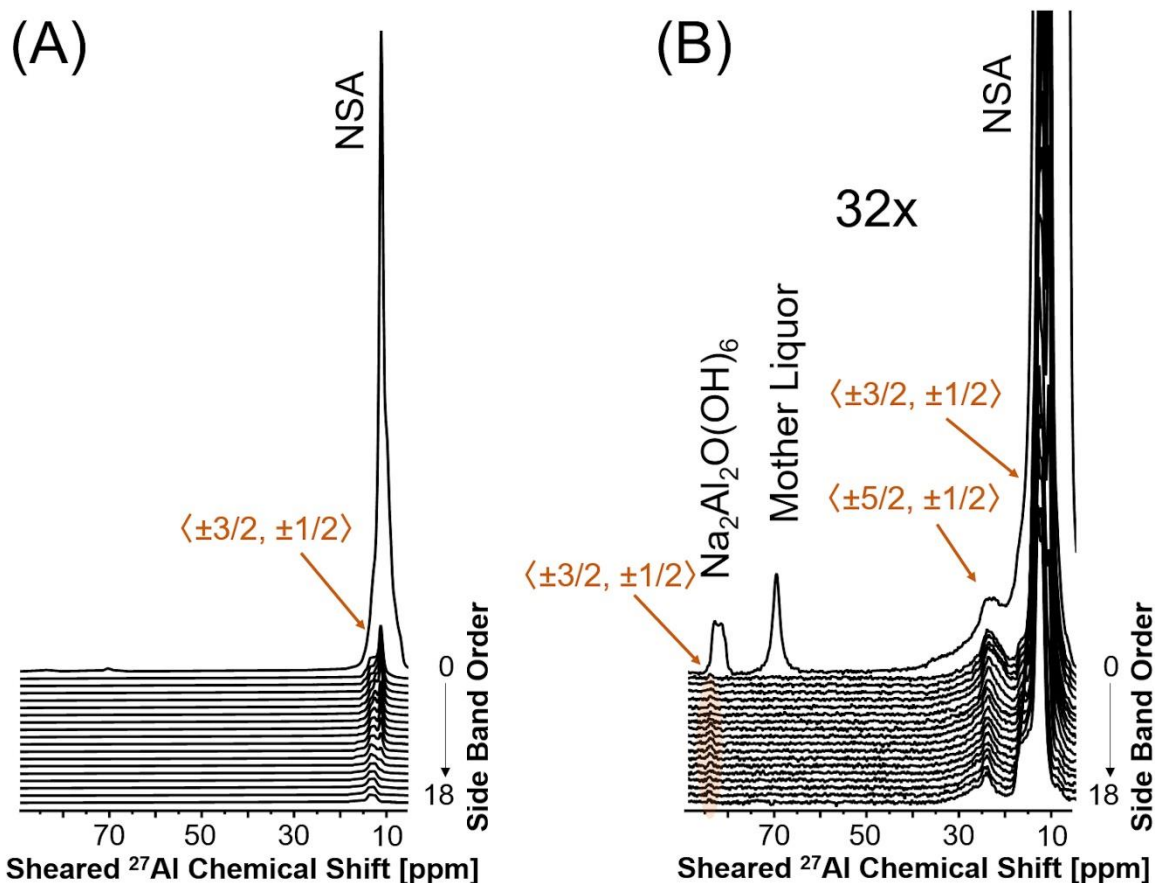 (A)
NSA
⟨±3/2, ±1/2⟩
0
18
Side Band Order
70
50
30
10
Sheared ²⁷Al Chemical Shift [ppm]
(B)
NSA
32x
Na₂Al₂O(OH)₆
Mother Liquor
⟨±3/2, ±1/2⟩
⟨±5/2, ±1/2⟩
⟨±3/2, ±1/2⟩
0
18
Side Band Order
70
50
30
10
Sheared ²⁷Al Chemical Shift [ppm]